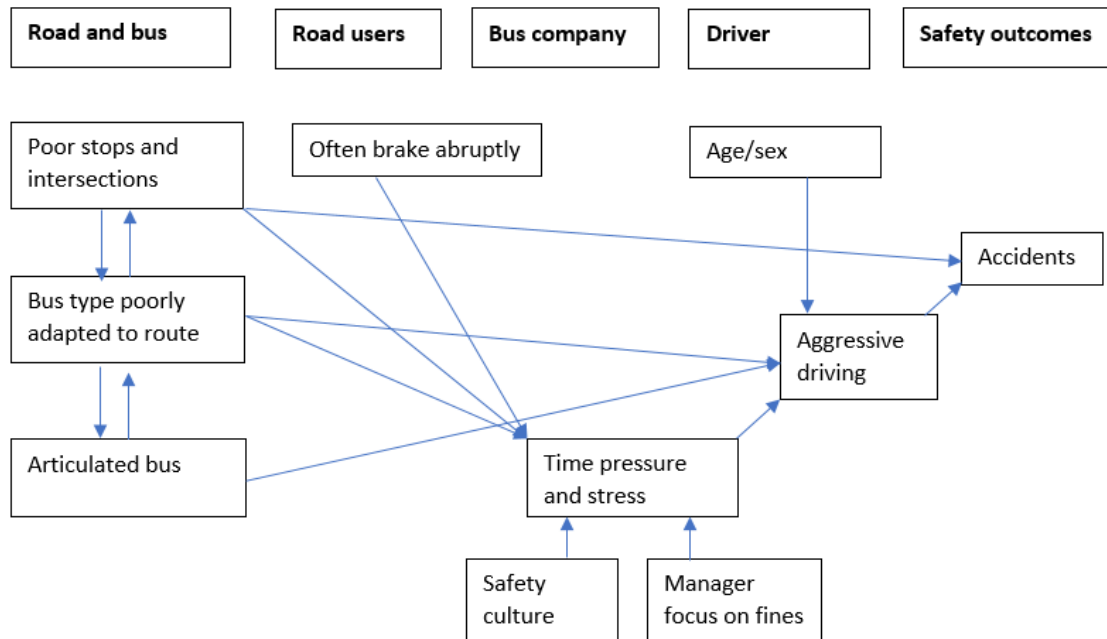 Road and bus
Road users
Bus company
Driver
Safety outcomes
Poor stops and
intersections
Often brake abruptly
Age/sex
Accidents
Bus type poorly
adapted to route
Aggressive
driving
Articulated bus
Time pressure
and stress
Safety
culture
Manager
focus on fines